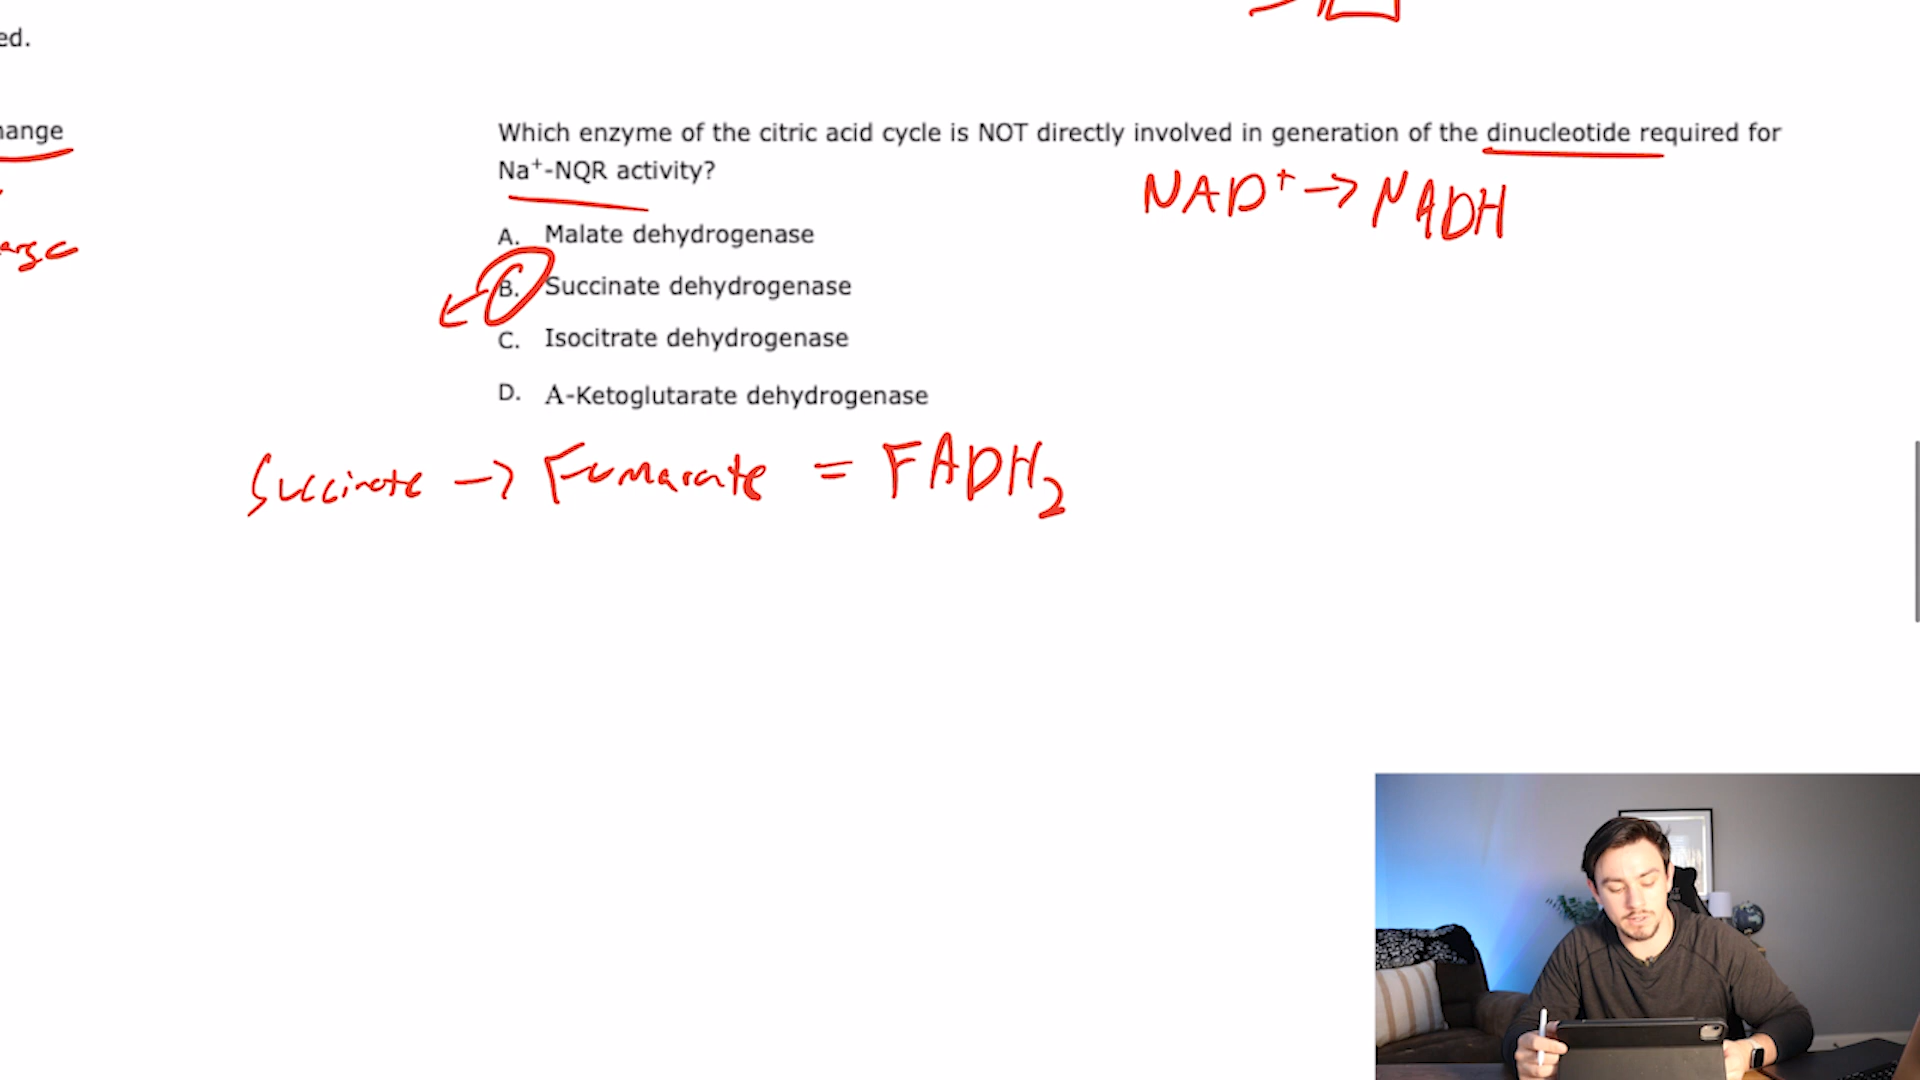 ed.
hange
Which enzyme of the citric acid cycle is NOT directly involved in generation of the dinucleotide required for
Na⁺-NQR activity?
NAD⁺ → NADH
A. Malate dehydrogenase
B. Succinate dehydrogenase
C. Isocitrate dehydrogenase
D. A-Ketoglutarate dehydrogenase
Succinate → Fumarate = FADH₂